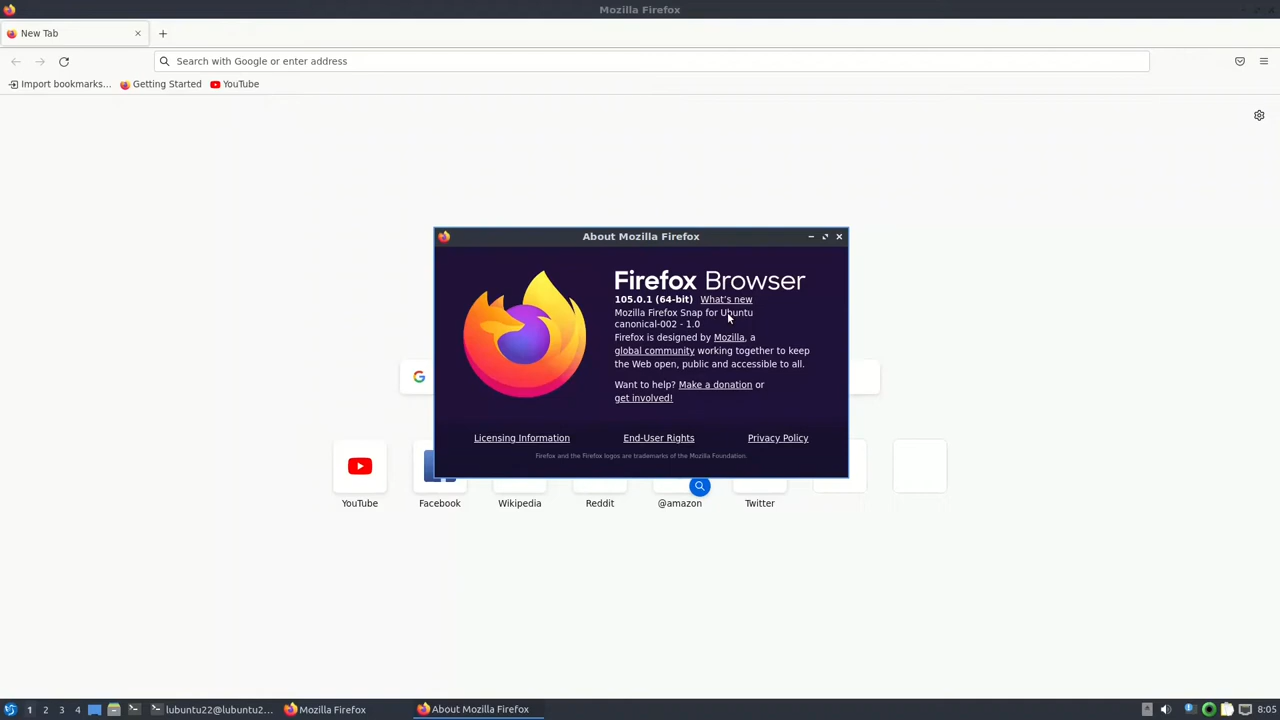 Mozilla Firefox
New Tab
Search with Google or enter address
Import bookmarks...
Getting Started
YouTube
About Mozilla Firefox
Firefox Browser
105.0.1 (64-bit) What's new
Mozilla Firefox Snap for Ubuntu
canonical-002 - 1.0
Firefox is designed by Mozilla, a
global community working together to keep
the Web open, public and accessible to all.
Want to help? Make a donation or
get involved!
Licensing Information
End-User Rights
Privacy Policy
Firefox and the Firefox logos are trademarks of the Mozilla Foundation.
G
YouTube
Facebook
Wikipedia
Reddit
@amazon
Twitter
1 2 3 4
lubuntu22@lubuntu2...
Mozilla Firefox
About Mozilla Firefox
8:05